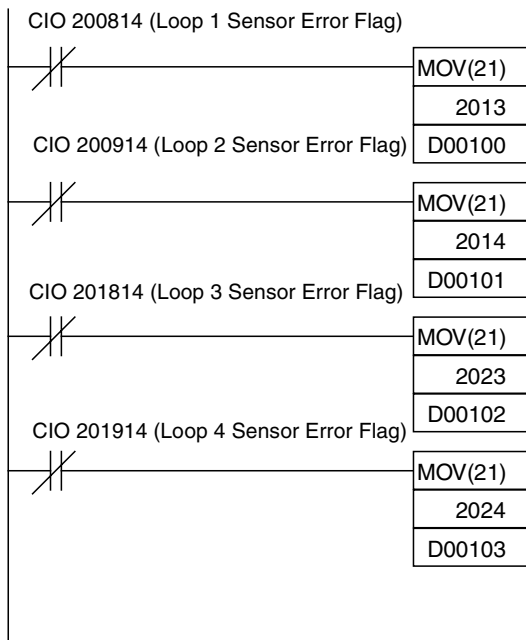 CIO 200814 (Loop 1 Sensor Error Flag)
MOV(21)
2013
D00100
CIO 200914 (Loop 2 Sensor Error Flag)
MOV(21)
2014
D00101
CIO 201814 (Loop 3 Sensor Error Flag)
MOV(21)
2023
D00102
CIO 201914 (Loop 4 Sensor Error Flag)
MOV(21)
2024
D00103